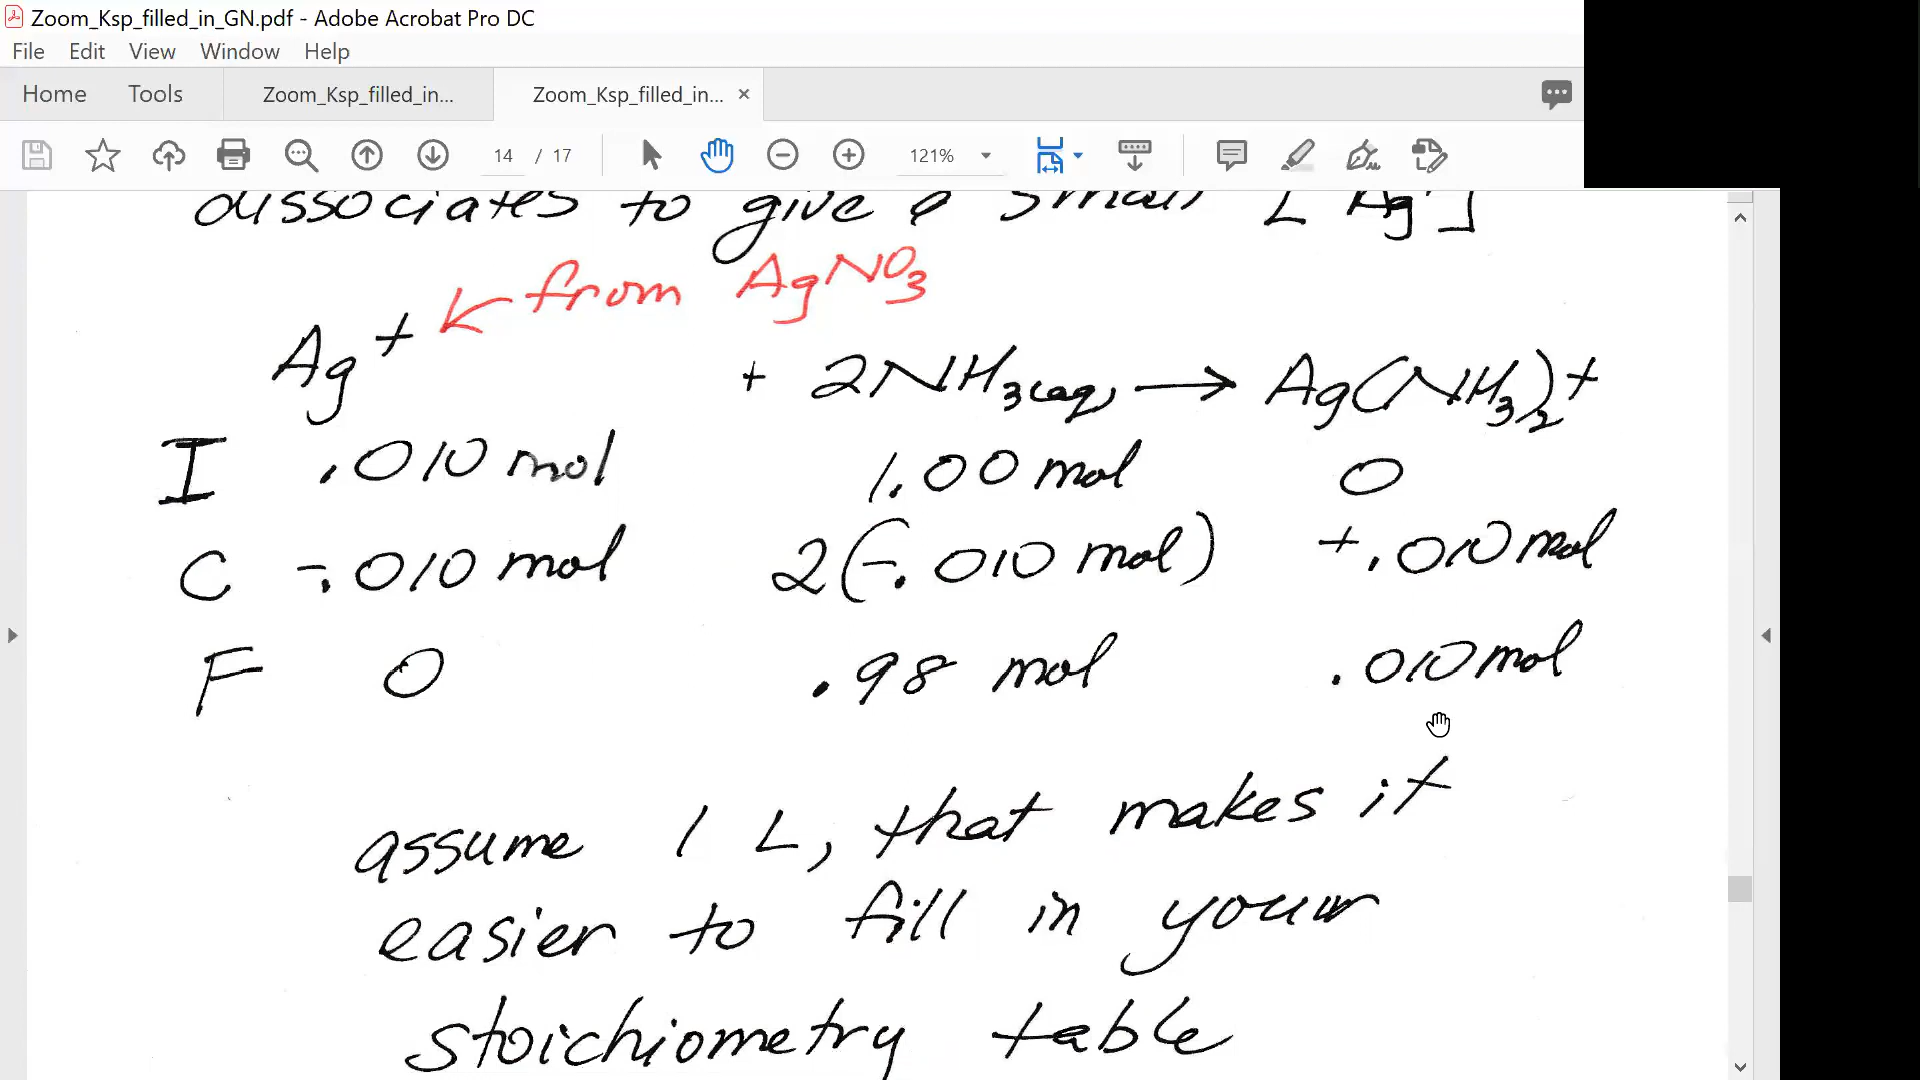 Zoom_Ksp_filled_in_GN.pdf - Adobe Acrobat Pro DC
File Edit View Window Help
Home Tools Zoom_Ksp_filled_in... Zoom_Ksp_filled_in... ×
14 / 17 121%
dissociates to give a small [Ag+]
from AgNO3
Ag+ + 2NH3(aq) → Ag(NH3)2+
I .010 mol 1.00 mol 0
C -.010 mol 2(-.010 mol) +.010 mol
F 0 .98 mol .010 mol
assume 1 L, that makes it
easier to fill in your
stoichiometry table